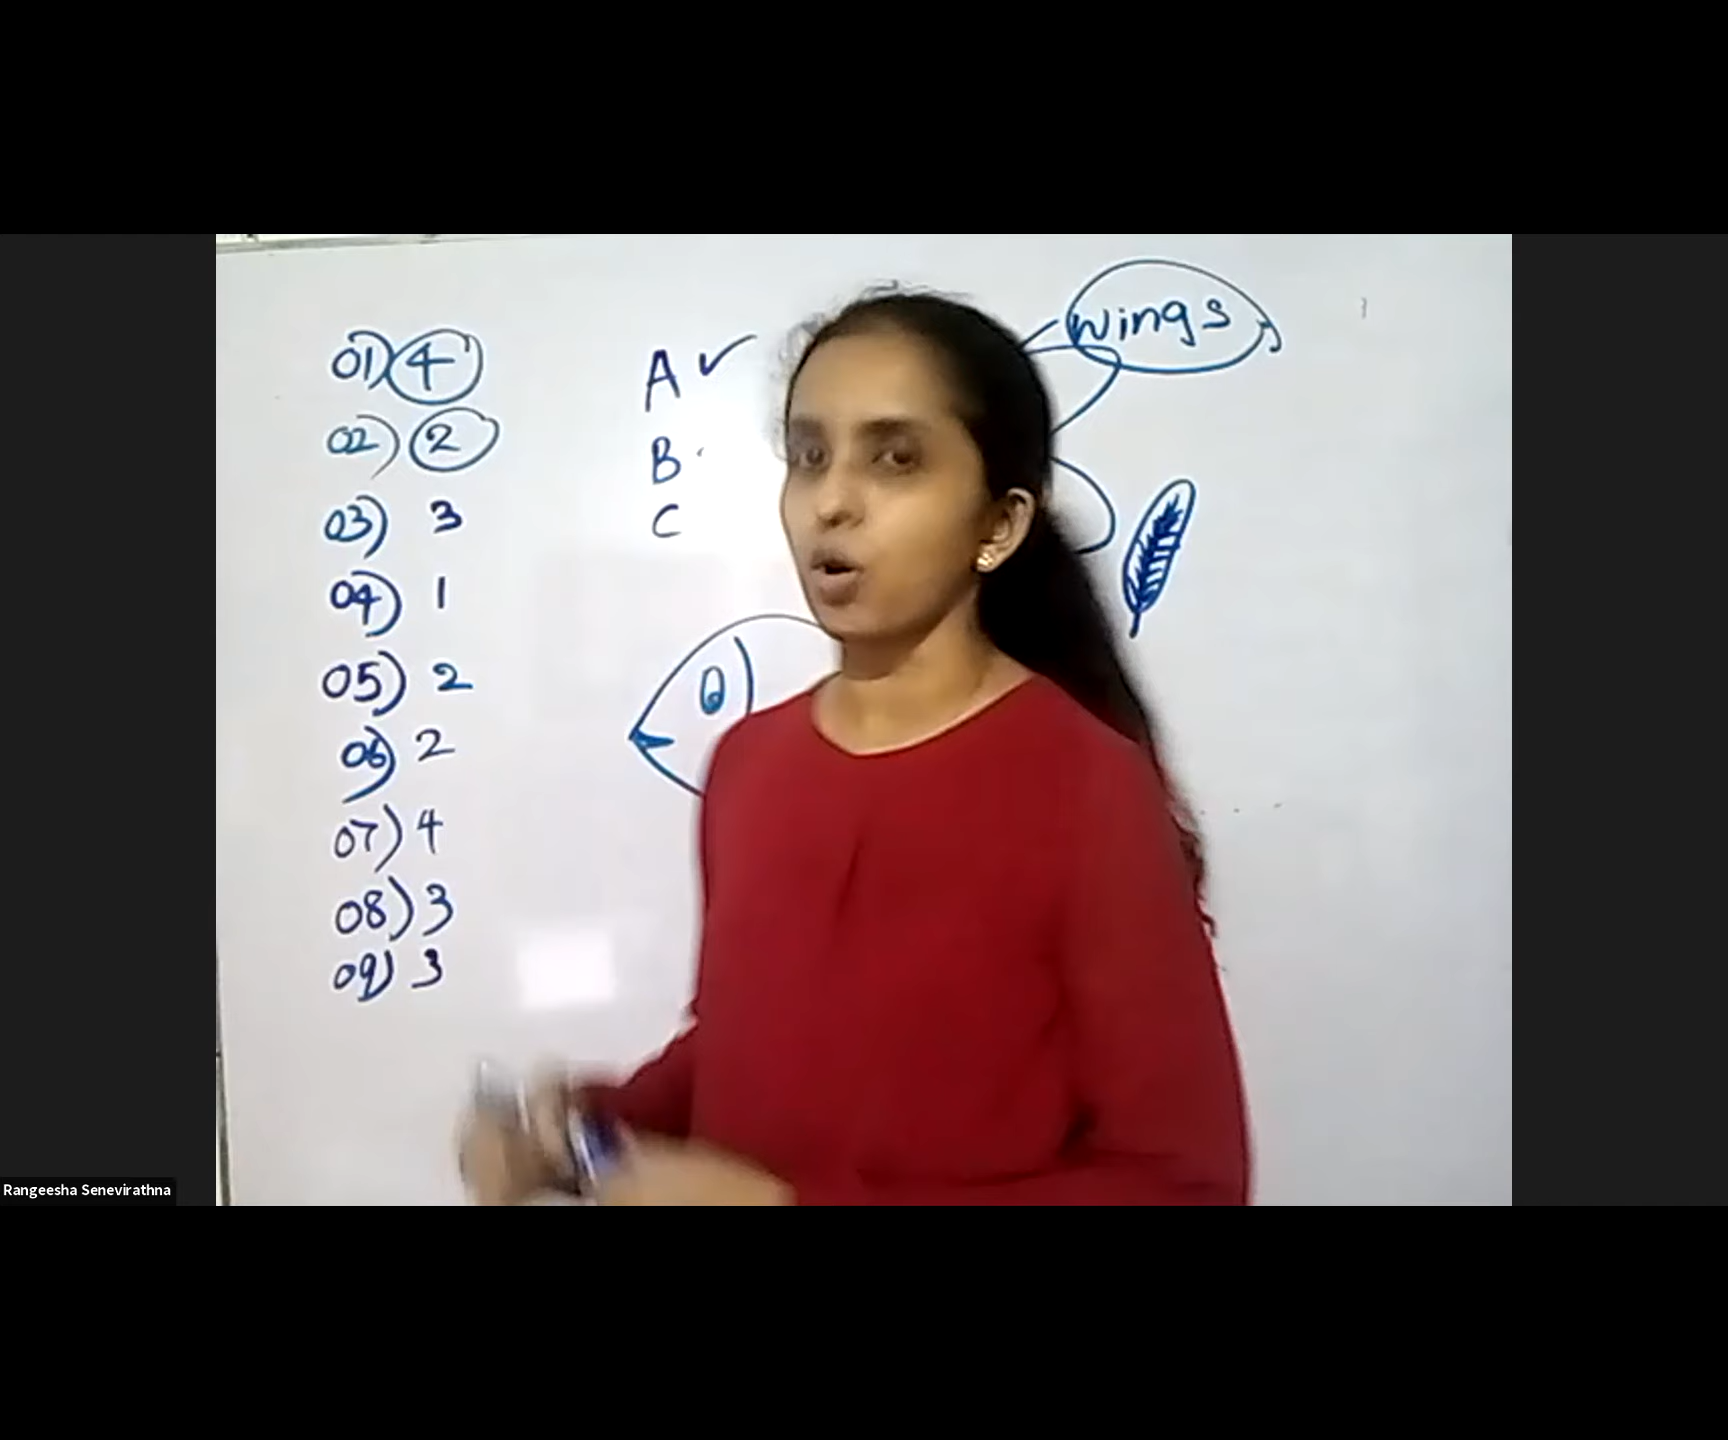 01) 4
02) 2
03) 3
04) 1
05) 2
06) 2
07) 4
08) 3
09) 3
A ✓
B
C
wings
Rangeesha Senevirathna